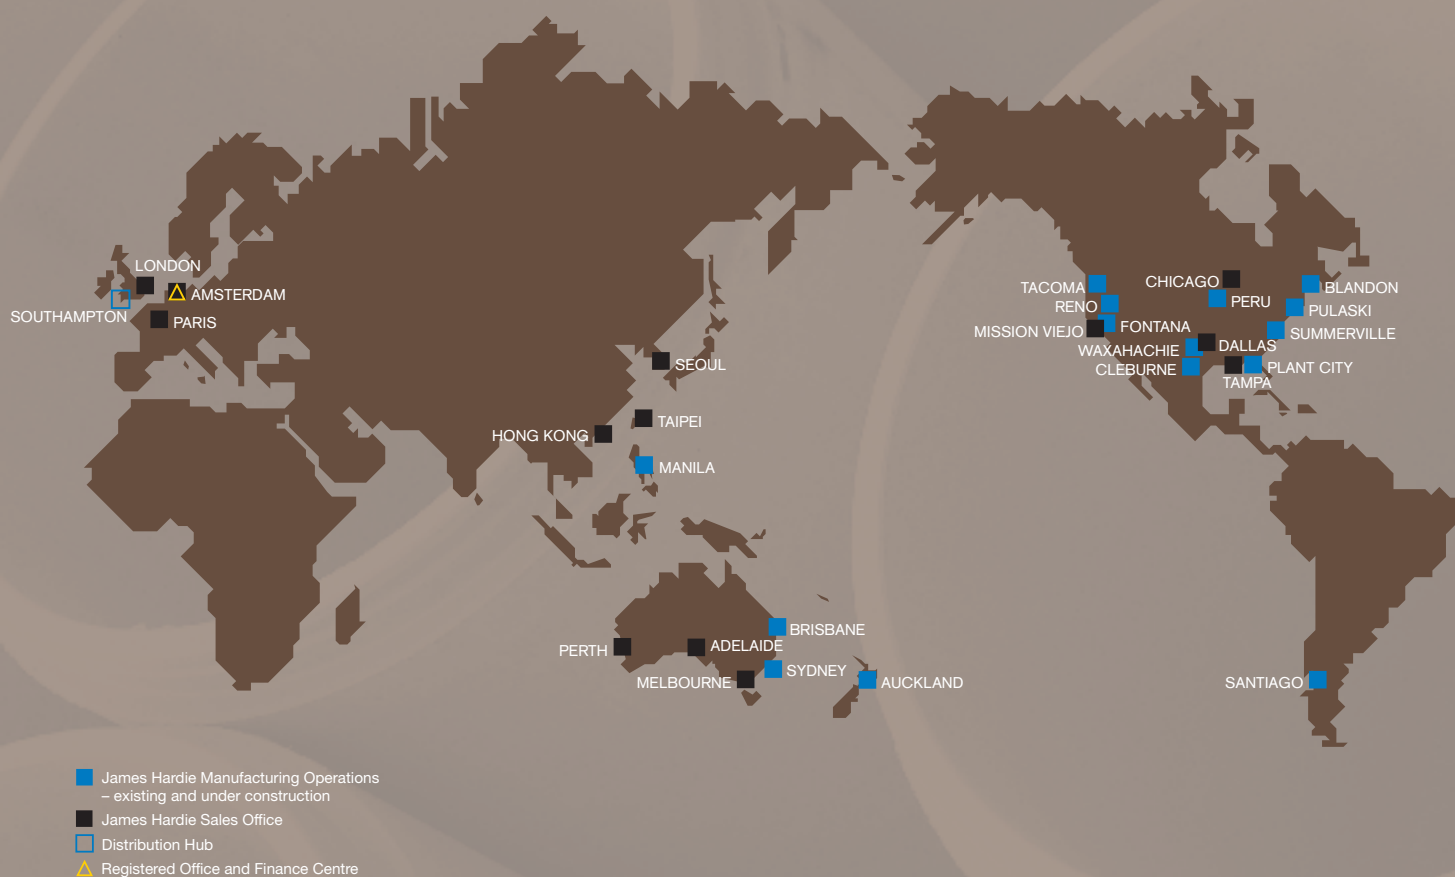 LONDON
AMSTERDAM
SOUTHAMPTON
PARIS
SEOUL
TAIPEI
HONG KONG
MANILA
BRISBANE
PERTH
ADELAIDE
SYDNEY
MELBOURNE
AUCKLAND
TACOMA
CHICAGO
BLANDON
RENO
PERU
PULASKI
MISSION VIEJO
FONTANA
SUMMERVILLE
WAXAHACHIE
DALLAS
CLEBURNE
PLANT CITY
TAMPA
SANTIAGO
James Hardie Manufacturing Operations
– existing and under construction
James Hardie Sales Office
Distribution Hub
Registered Office and Finance Centre